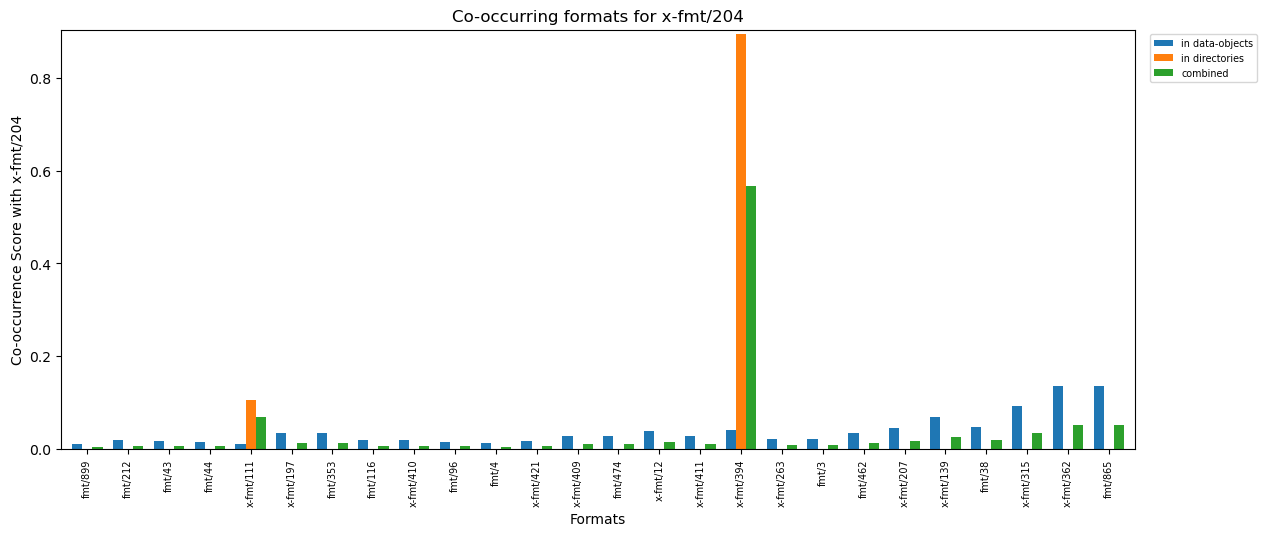 Co-occurring formats for x-fmt/204
Co-occurrence Score with x-fmt/204
0.8
0.6
0.4
0.2
0.0
fmt/899
fmt/212
fmt/43
fmt/44
x-fmt/111
x-fmt/197
fmt/353
fmt/116
x-fmt/410
fmt/96
fmt/4
x-fmt/421
x-fmt/409
fmt/474
x-fmt/12
x-fmt/411
x-fmt/394
x-fmt/263
fmt/3
fmt/462
x-fmt/207
x-fmt/139
fmt/38
x-fmt/315
x-fmt/362
fmt/865
Formats
in data-objects
in directories
combined